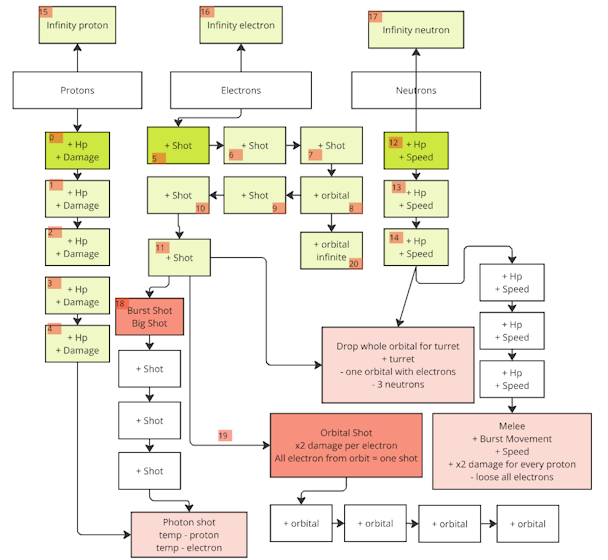 15
Infinity proton
16
Infinity electron
17
Infinity neutron
Protons
Electrons
Neutrons
0
+ Hp
+ Damage
+ Shot
5
+ Shot
6
+ Shot
7
12
+ Hp
+ Speed
1
+ Hp
+ Damage
+ Shot
10
+ Shot
9
+ orbital
8
13
+ Hp
+ Speed
2
+ Hp
+ Damage
11
+ Shot
+ orbital
infinite
20
14
+ Hp
+ Speed
3
+ Hp
+ Damage
+ Hp
+ Speed
4
+ Hp
+ Damage
18
Burst Shot
Big Shot
Drop whole orbital for turret
+ turret
- one orbital with electrons
- 3 neutrons
+ Hp
+ Speed
+ Shot
+ Hp
+ Speed
+ Shot
19
Orbital Shot
x2 damage per electron
All electron from orbit = one shot
Melee
+ Burst Movement
+ Speed
+ x2 damage for every proton
- loose all electrons
+ Shot
Photon shot
temp - proton
temp - electron
+ orbital
+ orbital
+ orbital
+ orbital